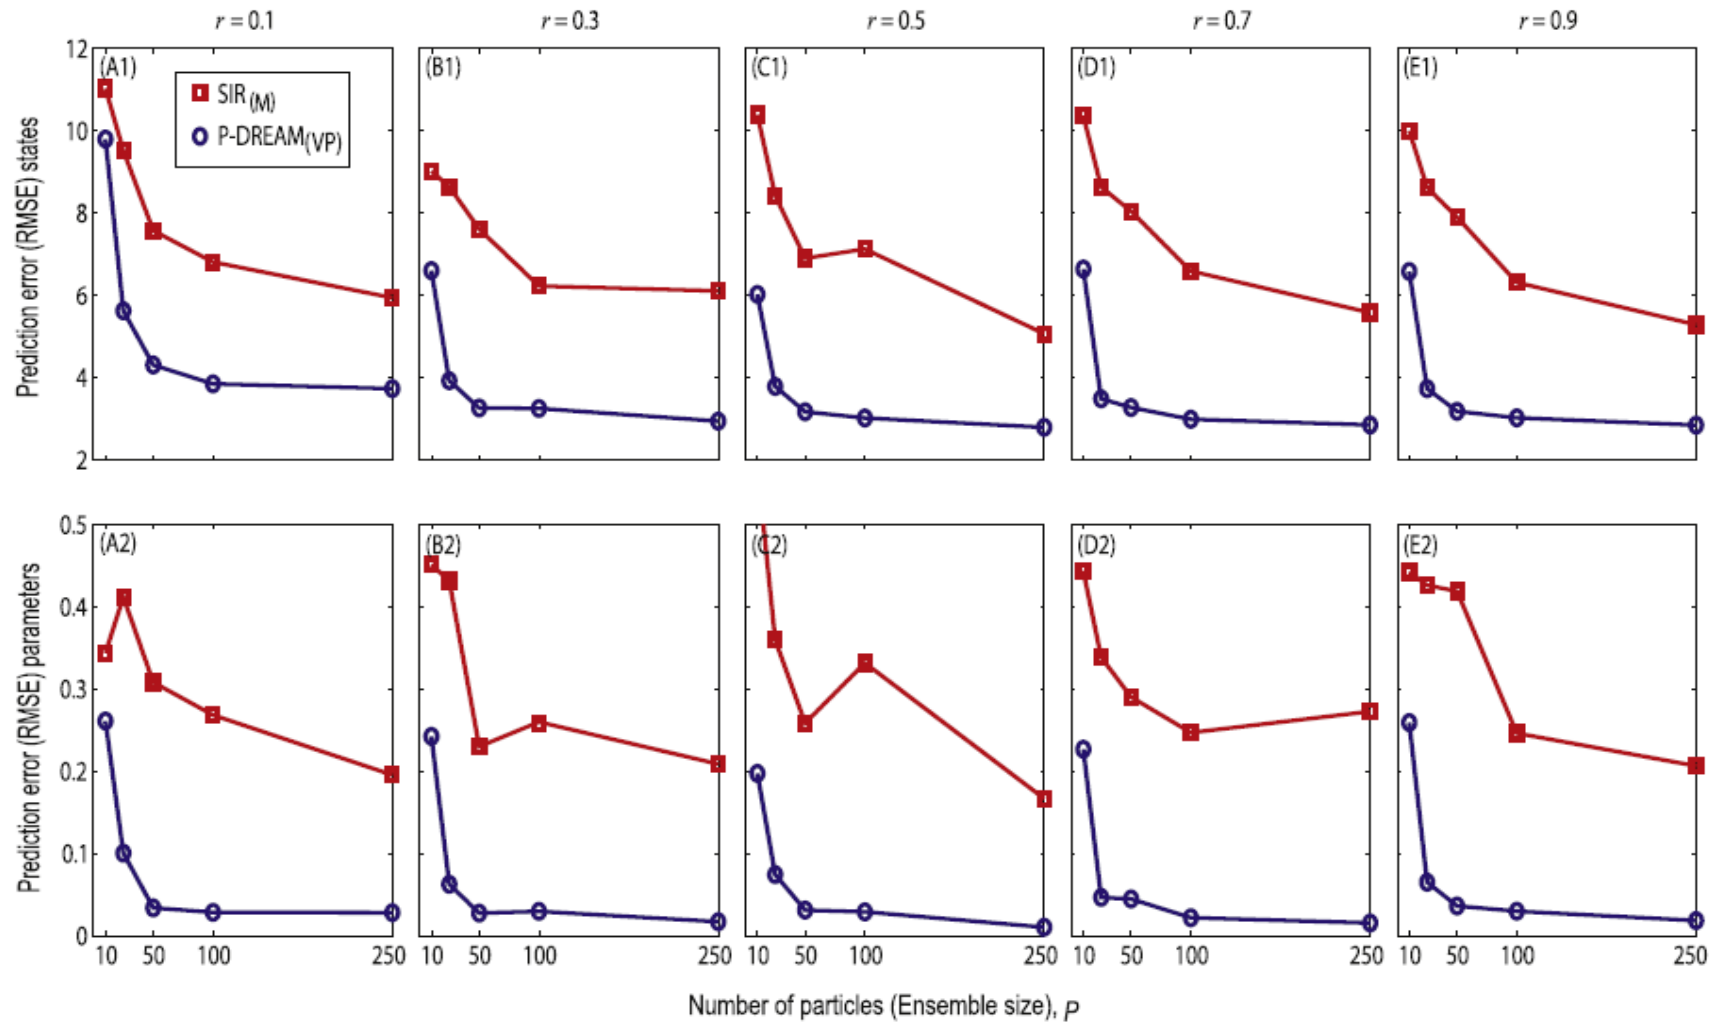 r = 0.1 r = 0.3 r = 0.5 r = 0.7 r = 0.9
Prediction error (RMSE) states
12
10
8
6
4
2
(A1) (B1) (C1) (D1) (E1)
SIR (M)
P-DREAM(VP)
Prediction error (RMSE) parameters
0.5
0.4
0.3
0.2
0.1
0
(A2) (B2) (C2) (D2) (E2)
10 50 100 250 10 50 100 250 10 50 100 250 10 50 100 250 10 50 100 250
Number of particles (Ensemble size), P